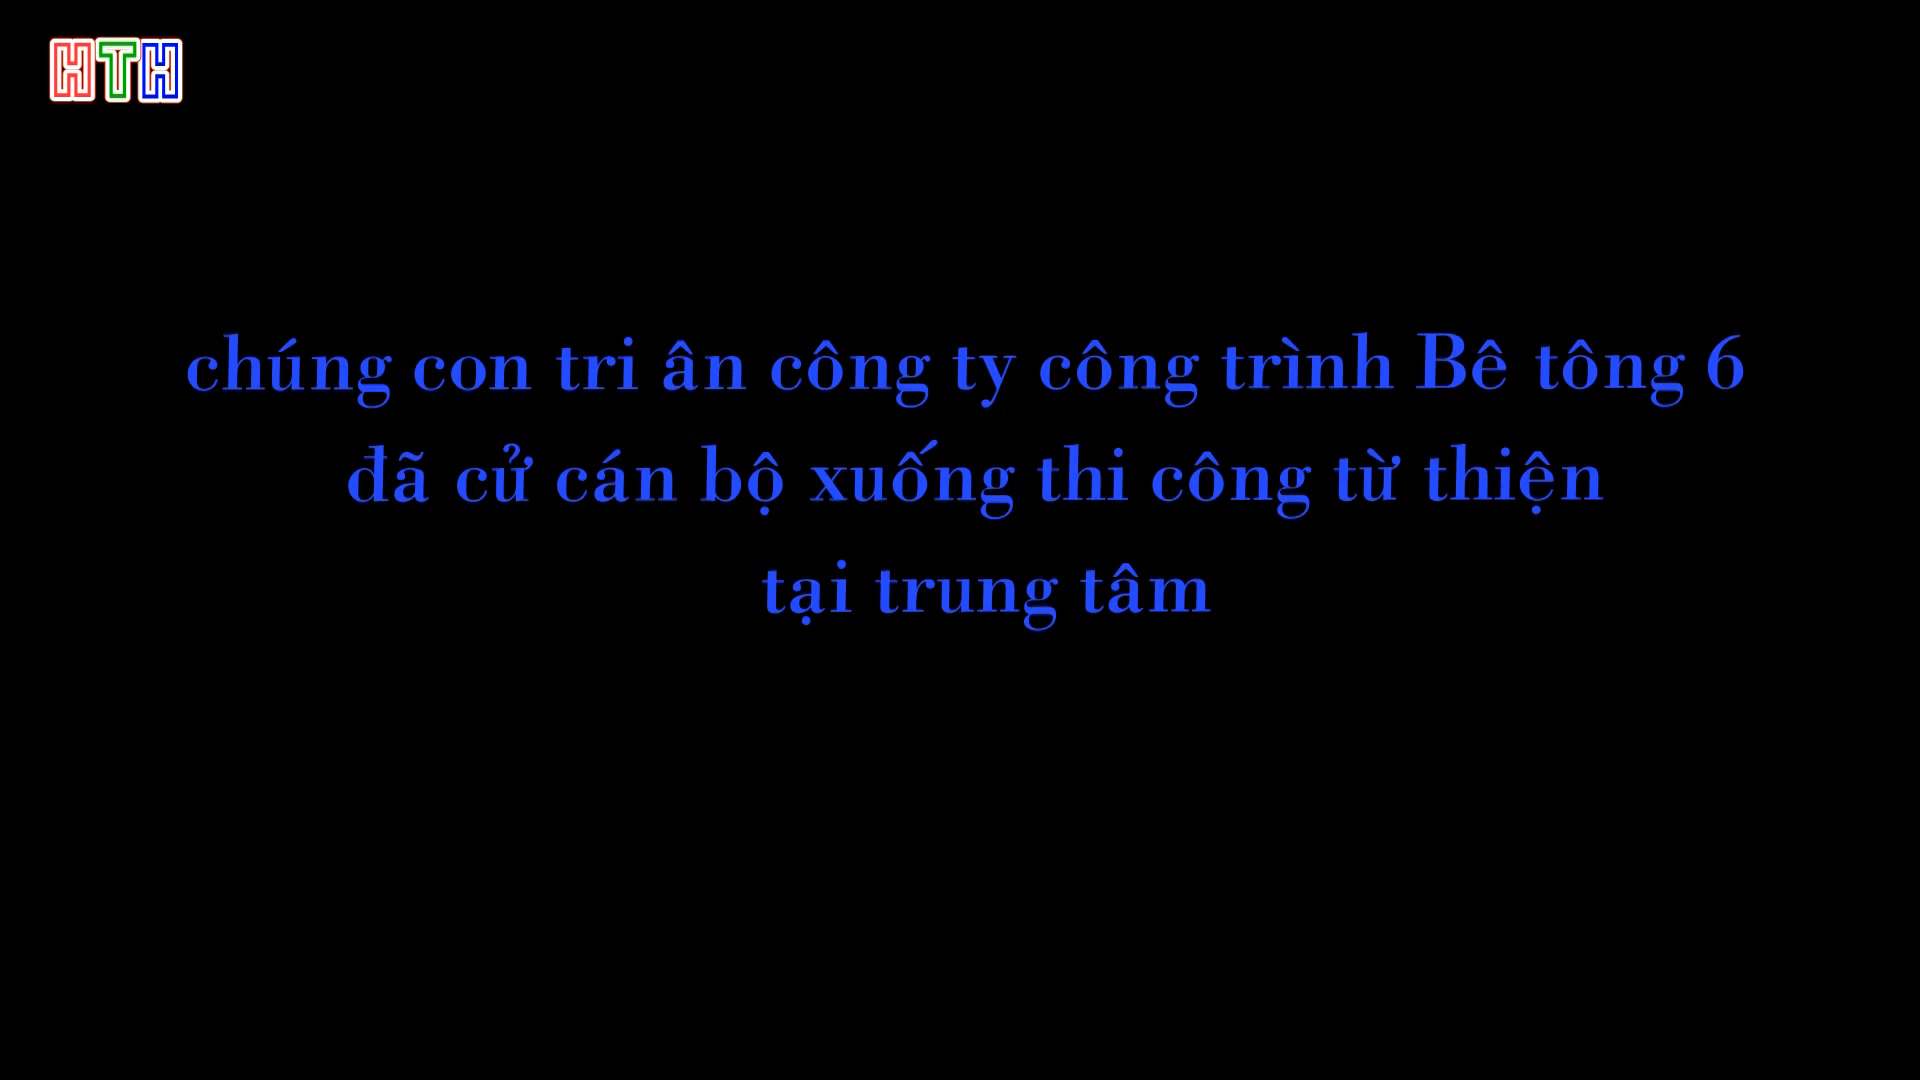 HTH
chúng con tri ân công ty công trình Bê tông 6
đã cử cán bộ xuống thi công từ thiện
tại trung tâm